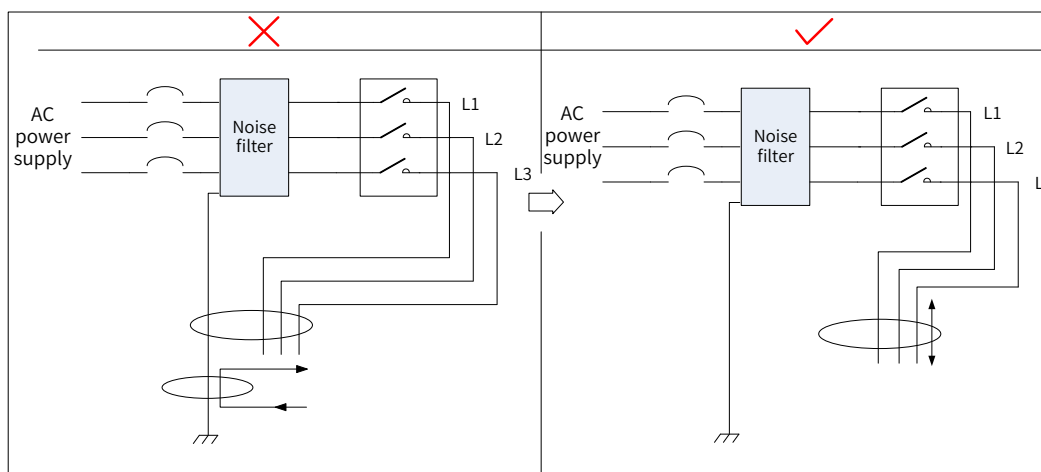 AC
power
supply
Noise
filter
L1
L2
L3
AC
power
supply
Noise
filter
L1
L2
L